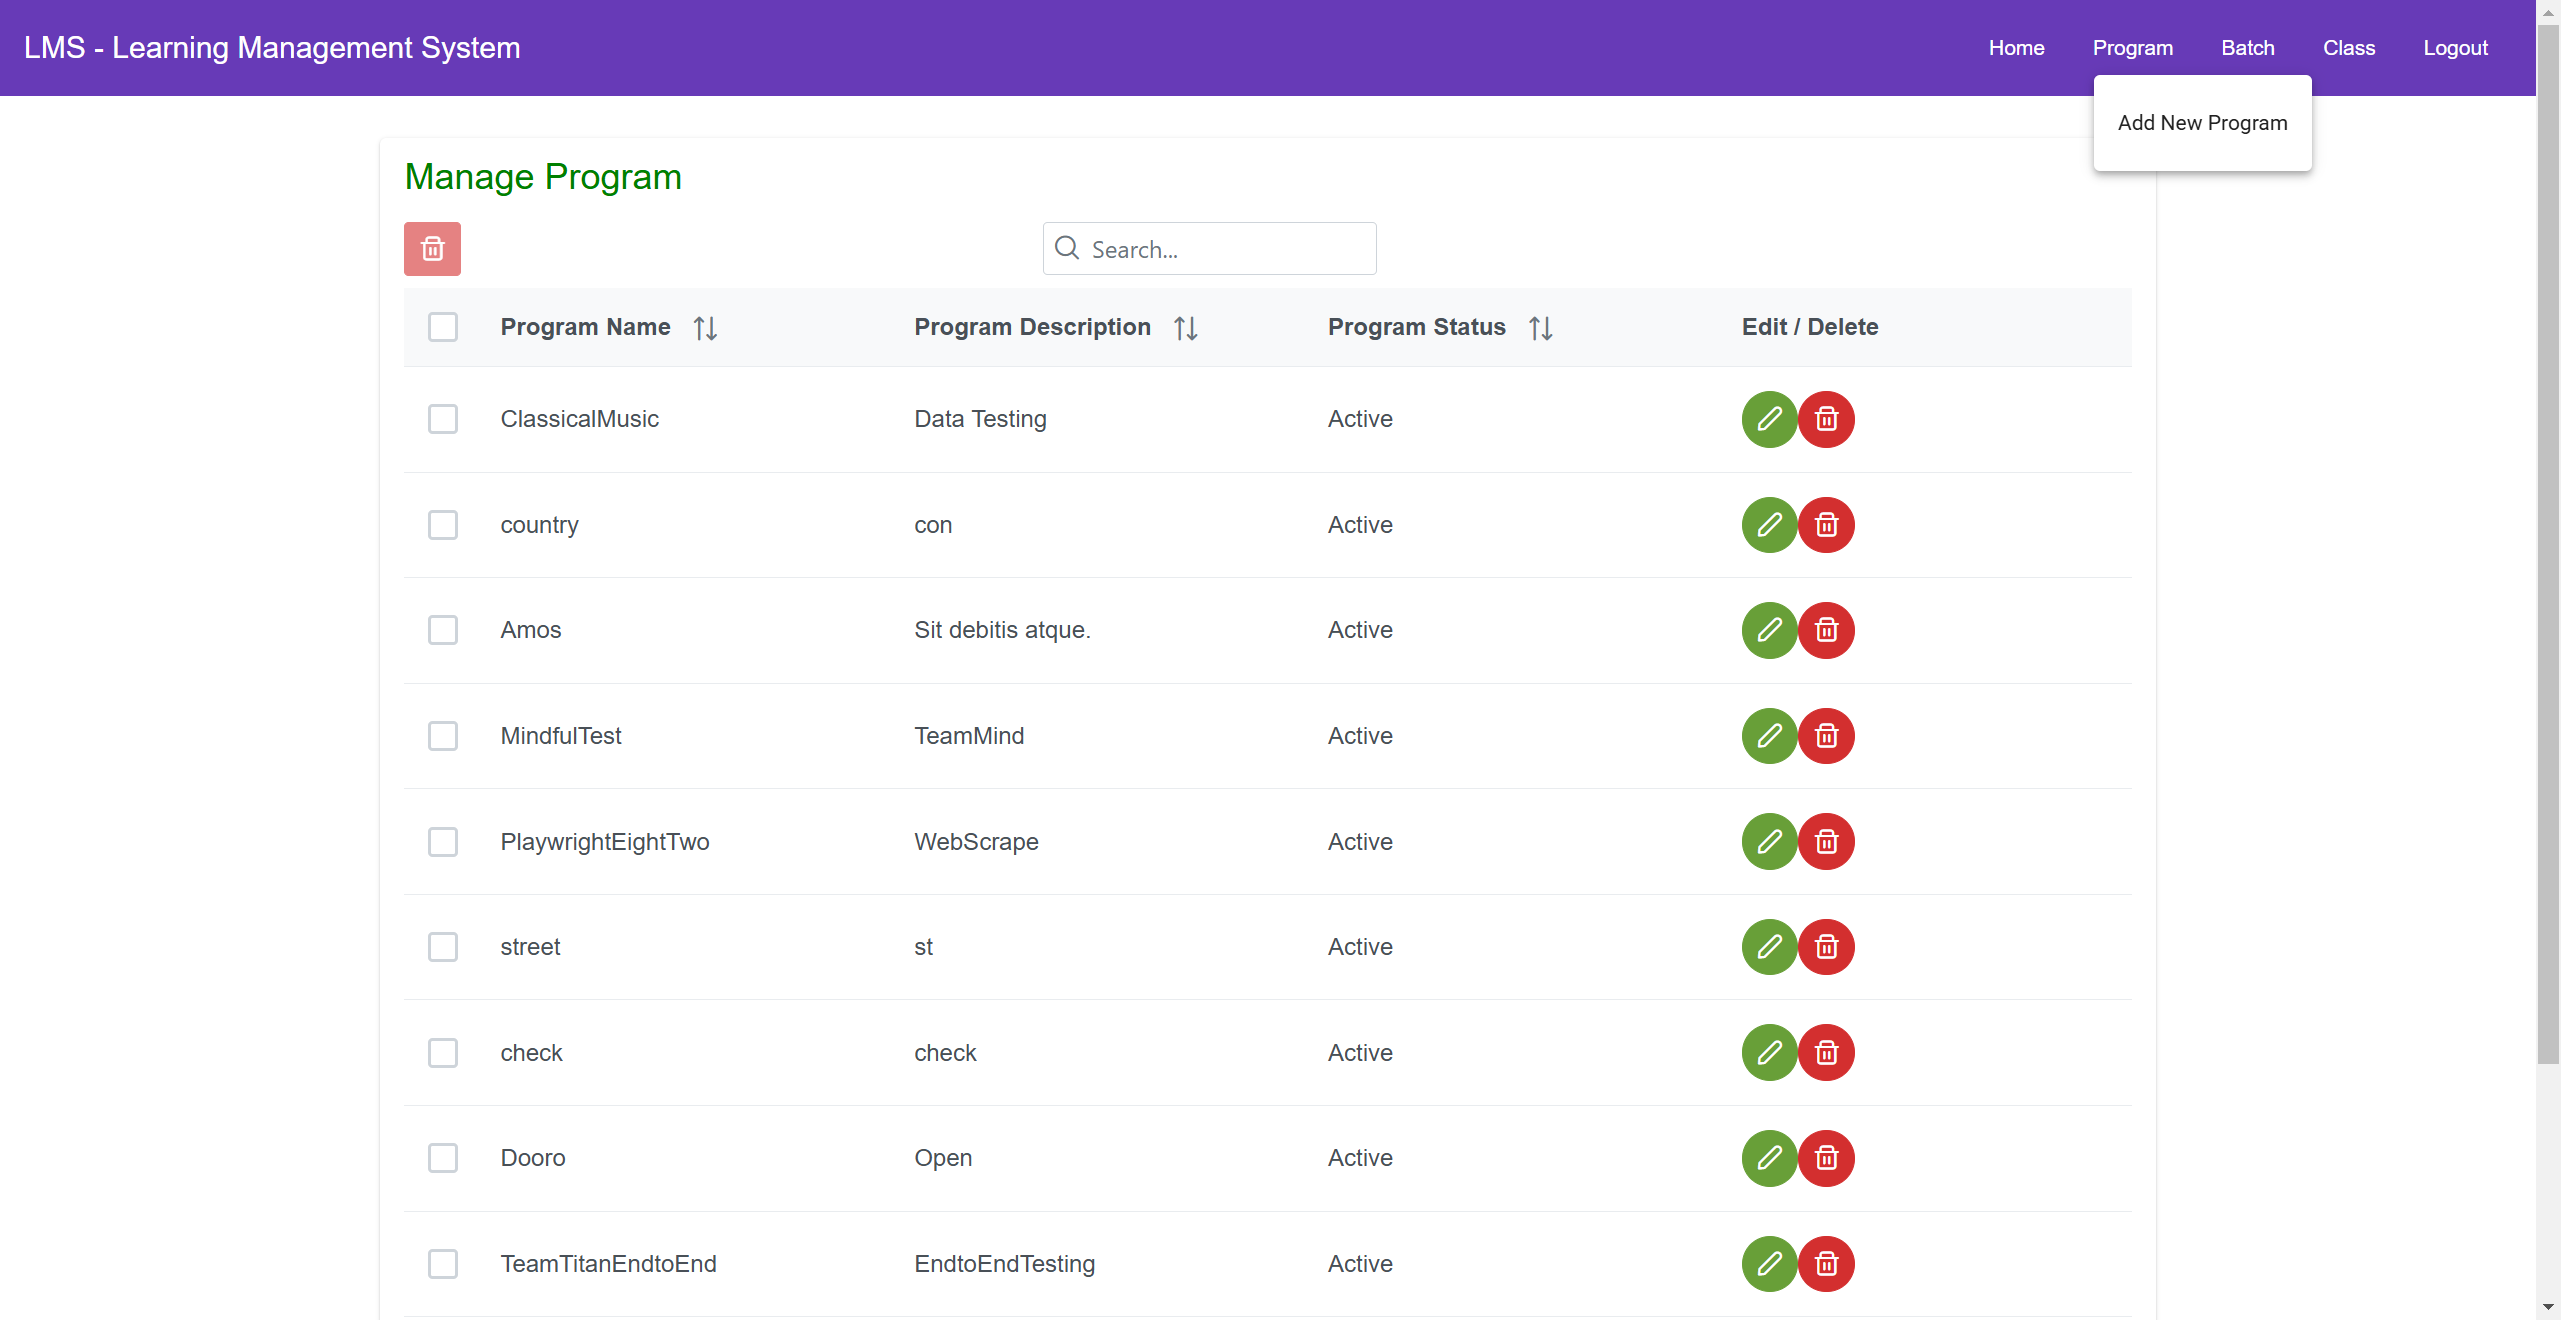 LMS - Learning Management System
Home Program Batch Class Logout
Add New Program
Manage Program
Search...
Program Name Program Description Program Status Edit / Delete
ClassicalMusic Data Testing Active
country con Active
Amos Sit debitis atque. Active
MindfulTest TeamMind Active
PlaywrightEightTwo WebScrape Active
street st Active
check check Active
Dooro Open Active
TeamTitanEndtoEnd EndtoEndTesting Active